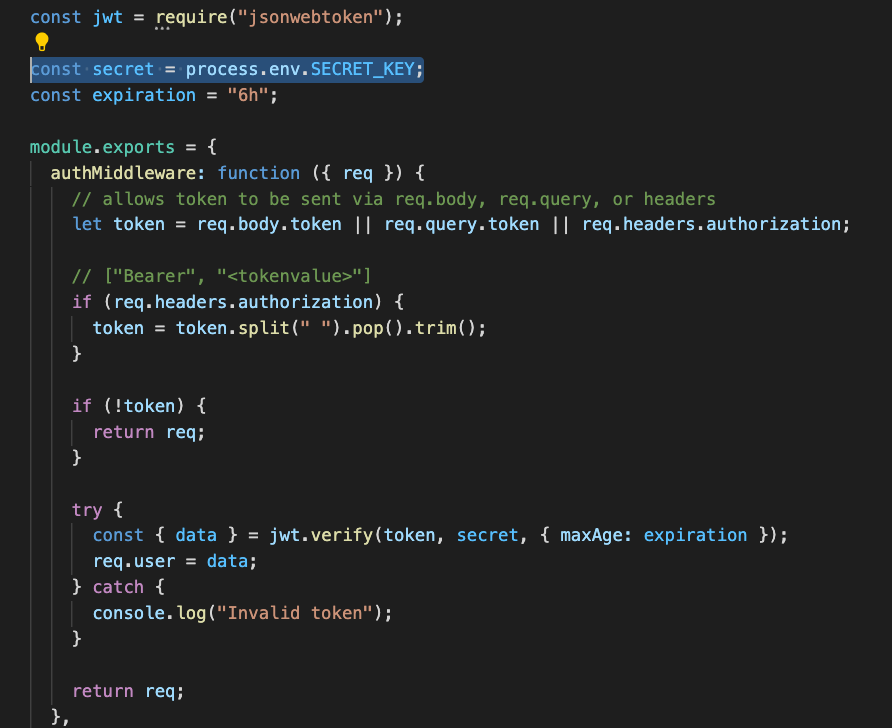 const jwt = require("jsonwebtoken");
const secret = process.env.SECRET_KEY;
const expiration = "6h";
module.exports = {
authMiddleware: function ({ req }) {
// allows token to be sent via req.body, req.query, or headers
let token = req.body.token || req.query.token || req.headers.authorization;
// ["Bearer", "<tokenvalue>"]
if (req.headers.authorization) {
token = token.split(" ").pop().trim();
}
if (!token) {
return req;
}
try {
const { data } = jwt.verify(token, secret, { maxAge: expiration });
req.user = data;
} catch {
console.log("Invalid token");
}
return req;
},